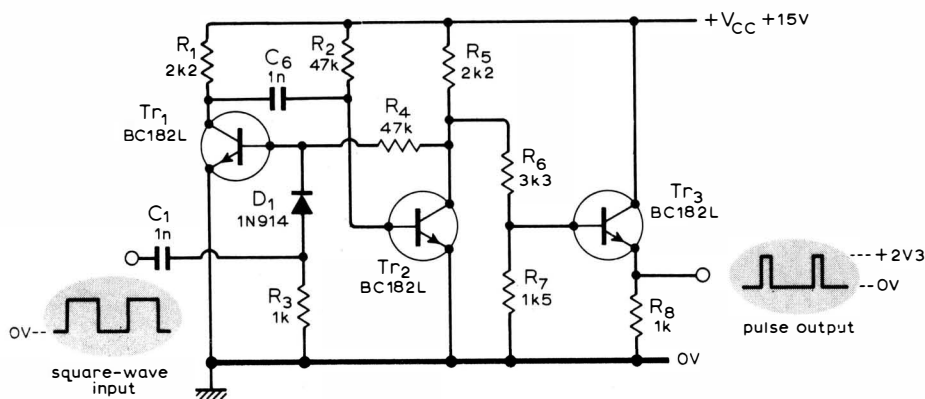 +VCC +15V
R1
2k2
C6
1n
R2
47k
R5
2k2
Tr1
BC182L
R4
47k
R6
3k3
D1
1N914
Tr3
BC182L
C1
1n
Tr2
BC182L
R3
1k
R7
1k5
R8
1k
+2V3
0V
pulse output
0V
square-wave
input
0V